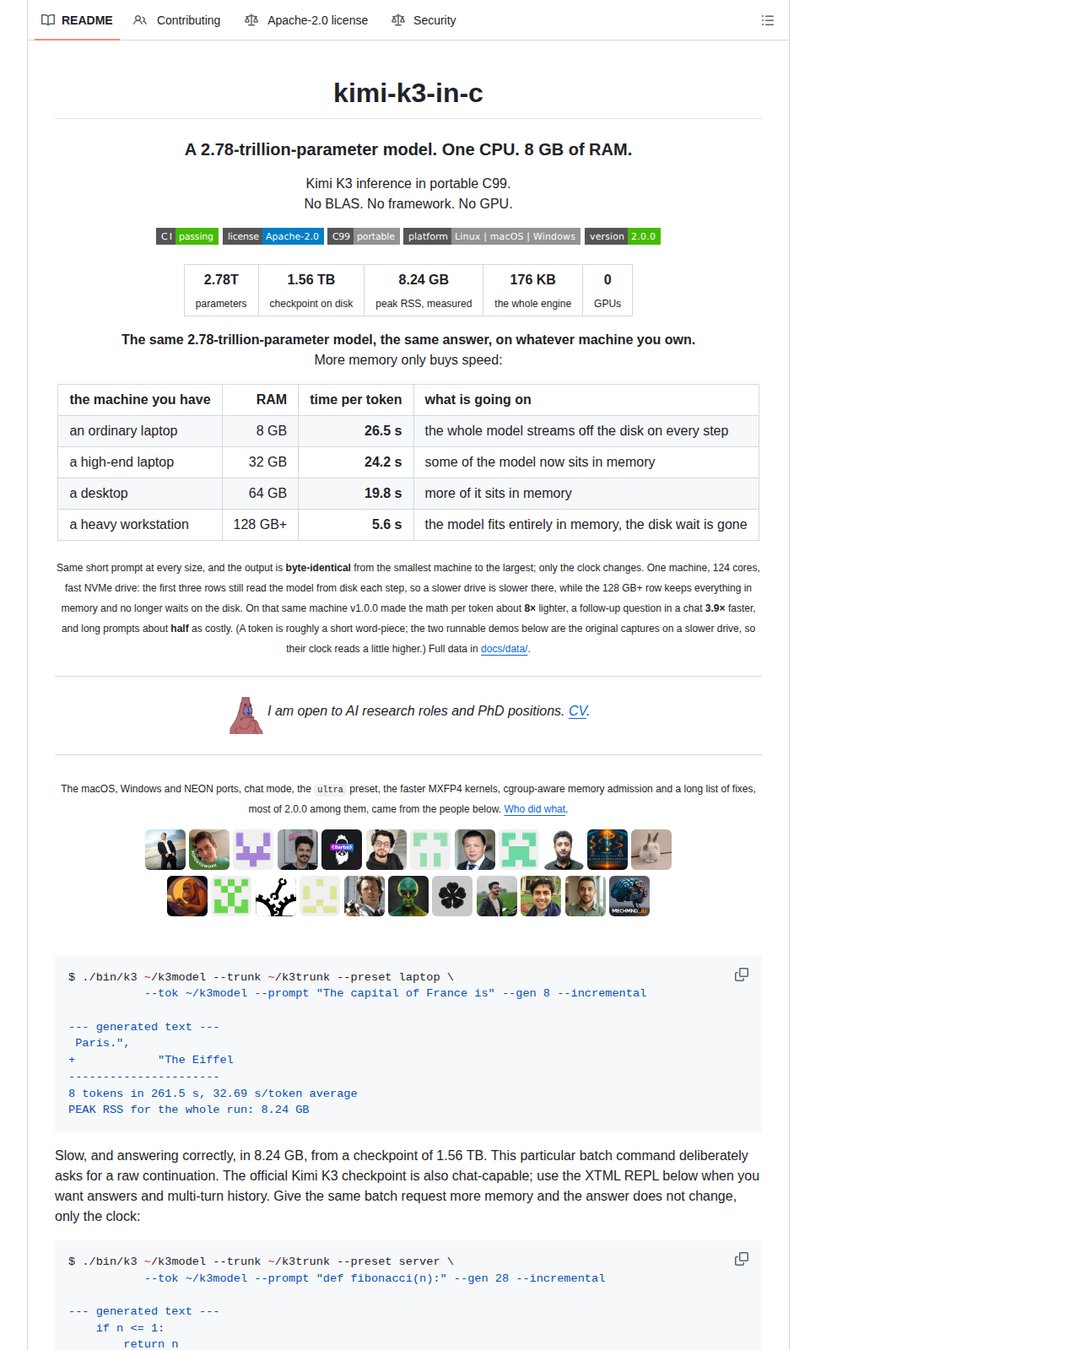 README Contributing Apache-2.0 license Security
kimi-k3-in-c
A 2.78-trillion-parameter model. One CPU. 8 GB of RAM.
Kimi K3 inference in portable C99.
No BLAS. No framework. No GPU.
CI passing license Apache-2.0 C99 portable platform Linux | macOS | Windows version 2.0.0
2.78T 1.56 TB 8.24 GB 176 KB 0
parameters checkpoint on disk peak RSS, measured the whole engine GPUs
The same 2.78-trillion-parameter model, the same answer, on whatever machine you own.
More memory only buys speed:
the machine you have RAM time per token what is going on
an ordinary laptop 8 GB 26.5 s the whole model streams off the disk on every step
a high-end laptop 32 GB 24.2 s some of the model now sits in memory
a desktop 64 GB 19.8 s more of it sits in memory
a heavy workstation 128 GB+ 5.6 s the model fits entirely in memory, the disk wait is gone
Same short prompt at every size, and the output is byte-identical from the smallest machine to the largest; only the clock changes. One machine, 124 cores,
fast NVMe drive: the first three rows still read the model from disk each step, so a slower drive is slower there, while the 128 GB+ row keeps everything in
memory and no longer waits on the disk. On that same machine v1.0.0 made the math per token about 8× lighter, a follow-up question in a chat 3.9× faster,
and long prompts about half as costly. (A token is roughly a short word-piece; the two runnable demos below are the original captures on a slower drive, so
their clock reads a little higher.) Full data in docs/data/.
I am open to AI research roles and PhD positions. CV.
The macOS, Windows and NEON ports, chat mode, the ultra preset, the faster MXFP4 kernels, cgroup-aware memory admission and a long list of fixes,
most of 2.0.0 among them, came from the people below. Who did what.
MECHMND_AI
$ ./bin/k3 ~/k3model --trunk ~/k3trunk --preset laptop \
--tok ~/k3model --prompt "The capital of France is" --gen 8 --incremental
--- generated text ---
Paris.",
+ "The Eiffel
----------------------
8 tokens in 261.5 s, 32.69 s/token average
PEAK RSS for the whole run: 8.24 GB
Slow, and answering correctly, in 8.24 GB, from a checkpoint of 1.56 TB. This particular batch command deliberately
asks for a raw continuation. The official Kimi K3 checkpoint is also chat-capable; use the XTML REPL below when you
want answers and multi-turn history. Give the same batch request more memory and the answer does not change,
only the clock:
$ ./bin/k3 ~/k3model --trunk ~/k3trunk --preset server \
--tok ~/k3model --prompt "def fibonacci(n):" --gen 28 --incremental
--- generated text ---
if n <= 1:
return n